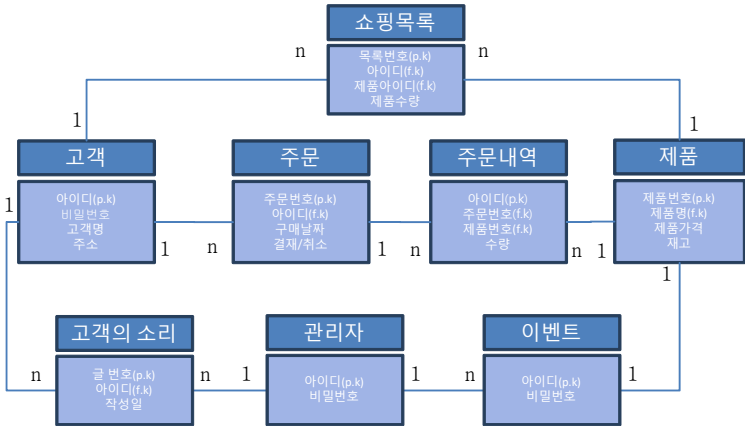 쇼핑목록
n
목록번호(p.k)
아이디(f.k)
제품아이디(f.k)
제품수량
n
1
1
고객
주문
주문내역
제품
1
아이디(p.k)
비밀번호
고객명
주소
1
n
주문번호(p.k)
아이디(f.k)
구매날짜
결재/취소
1
n
아이디(p.k)
주문번호(f.k)
제품번호(f.k)
수량
n
1
제품번호(p.k)
제품명(f.k)
제품가격
재고
1
고객의 소리
관리자
이벤트
n
글 번호(p.k)
아이디(f.k)
작성일
n
1
아이디(p.k)
비밀번호
1
n
아이디(p.k)
비밀번호
1